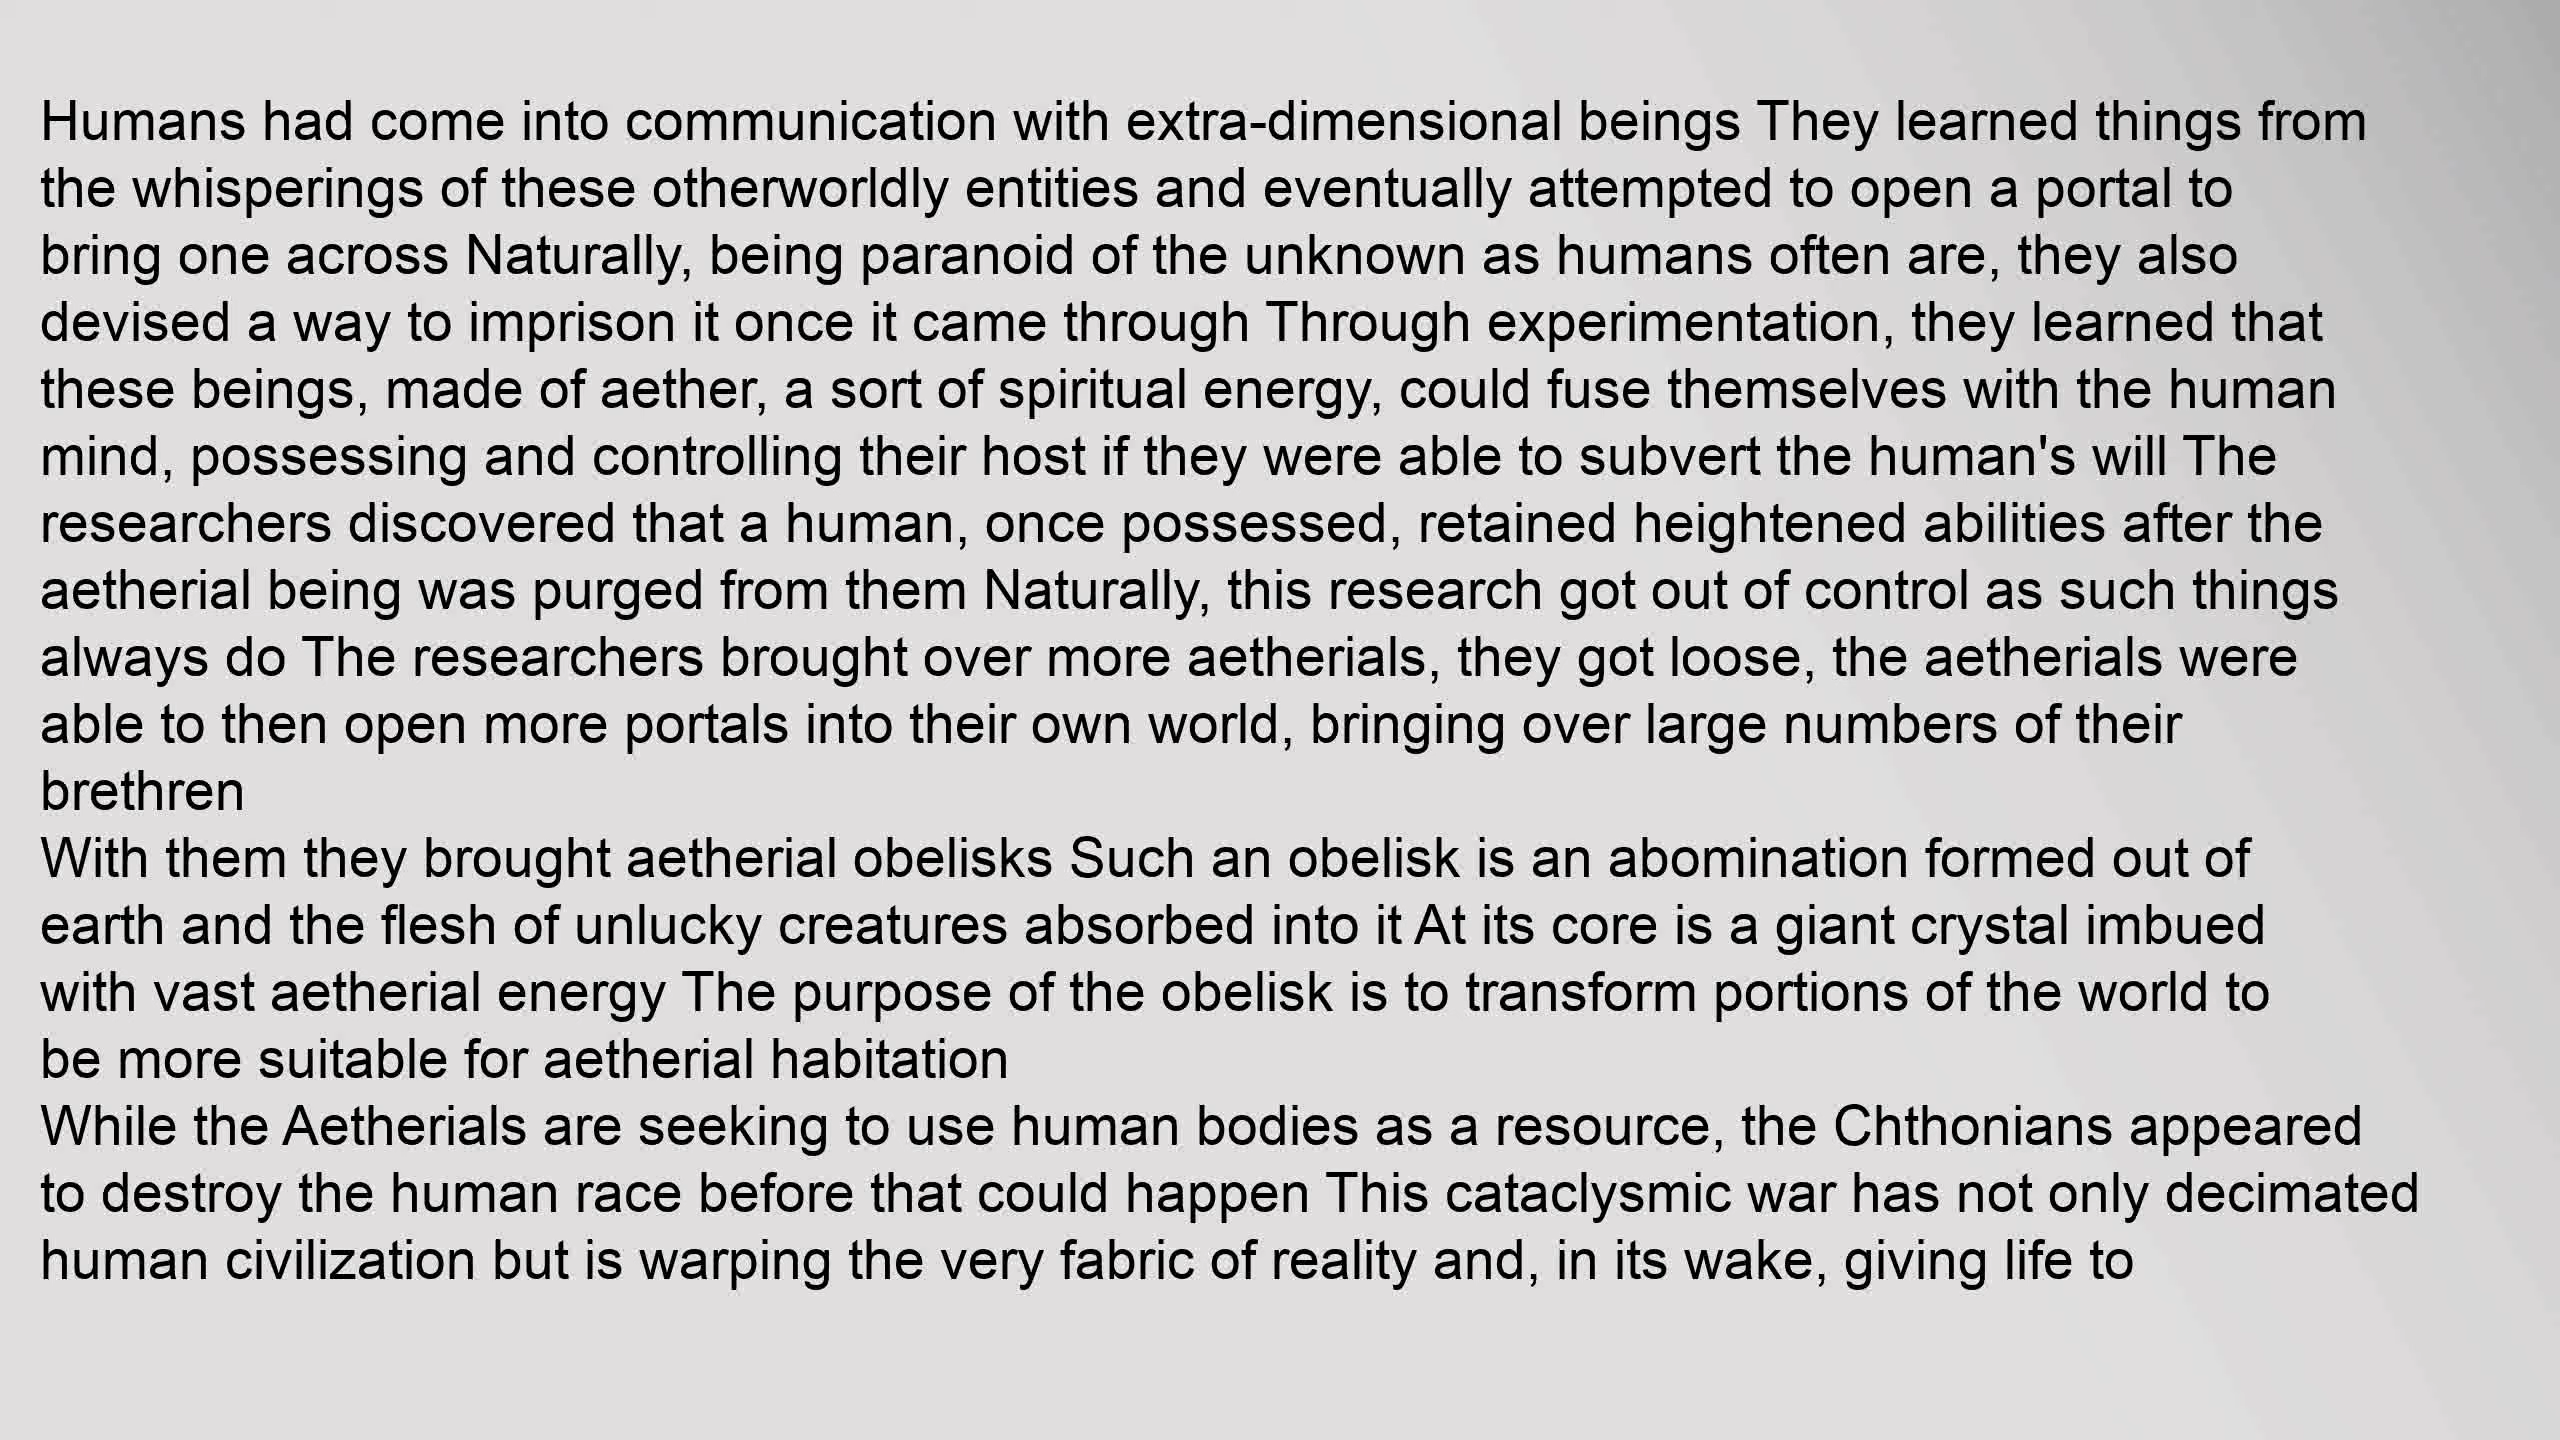 Humans had come into communication with extra-dimensional beings They learned things from
the whisperings of these otherworldly entities and eventually attempted to open a portal to
bring one across Naturally, being paranoid of the unknown as humans often are, they also
devised a way to imprison it once it came through Through experimentation, they learned that
these beings, made of aether, a sort of spiritual energy, could fuse themselves with the human
mind, possessing and controlling their host if they were able to subvert the human's will The
researchers discovered that a human, once possessed, retained heightened abilities after the
aetherial being was purged from them Naturally, this research got out of control as such things
always do The researchers brought over more aetherials, they got loose, the aetherials were
able to then open more portals into their own world, bringing over large numbers of their
brethren
With them they brought aetherial obelisks Such an obelisk is an abomination formed out of
earth and the flesh of unlucky creatures absorbed into it At its core is a giant crystal imbued
with vast aetherial energy The purpose of the obelisk is to transform portions of the world to
be more suitable for aetherial habitation
While the Aetherials are seeking to use human bodies as a resource, the Chthonians appeared
to destroy the human race before that could happen This cataclysmic war has not only decimated
human civilization but is warping the very fabric of reality and, in its wake, giving life to